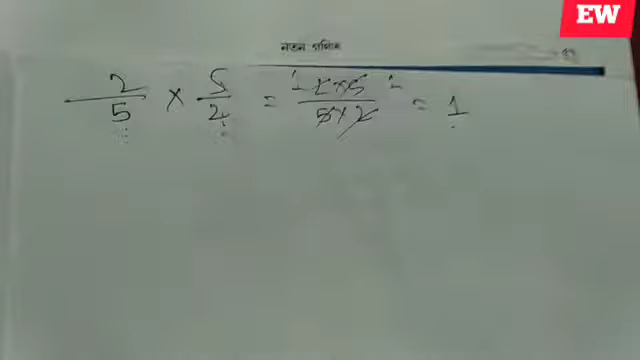 EW
নতুন গণিত
2/5 × 5/2 = 2×5/5×2 = 1